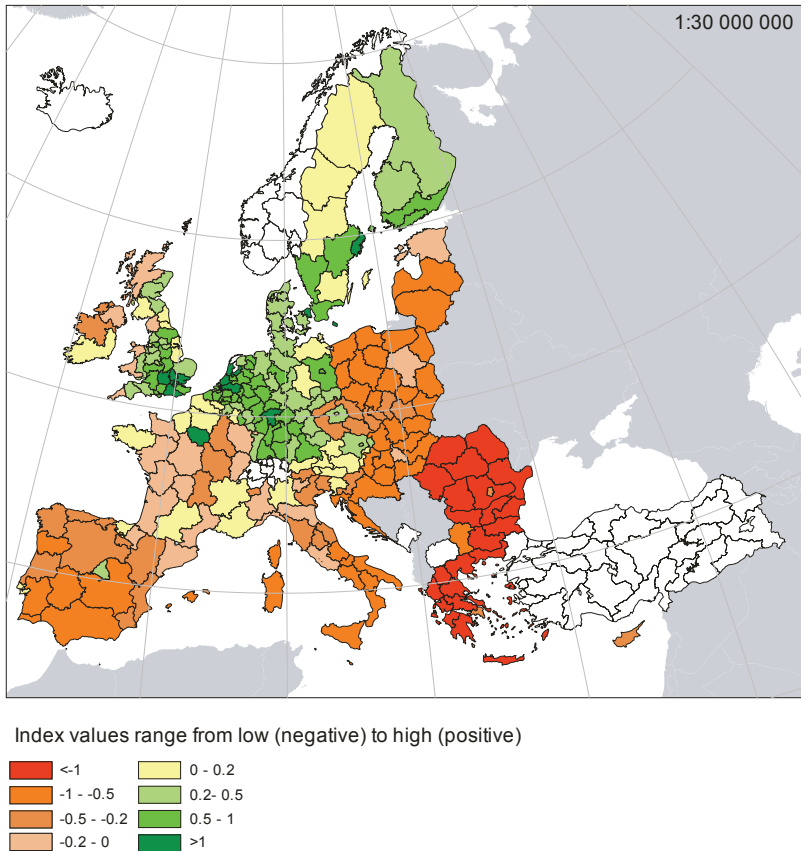 1:30 000 000
Index values range from low (negative) to high (positive)
<-1
-1 - -0.5
-0.5 - -0.2
-0.2 - 0
0 - 0.2
0.2- 0.5
0.5 - 1
>1